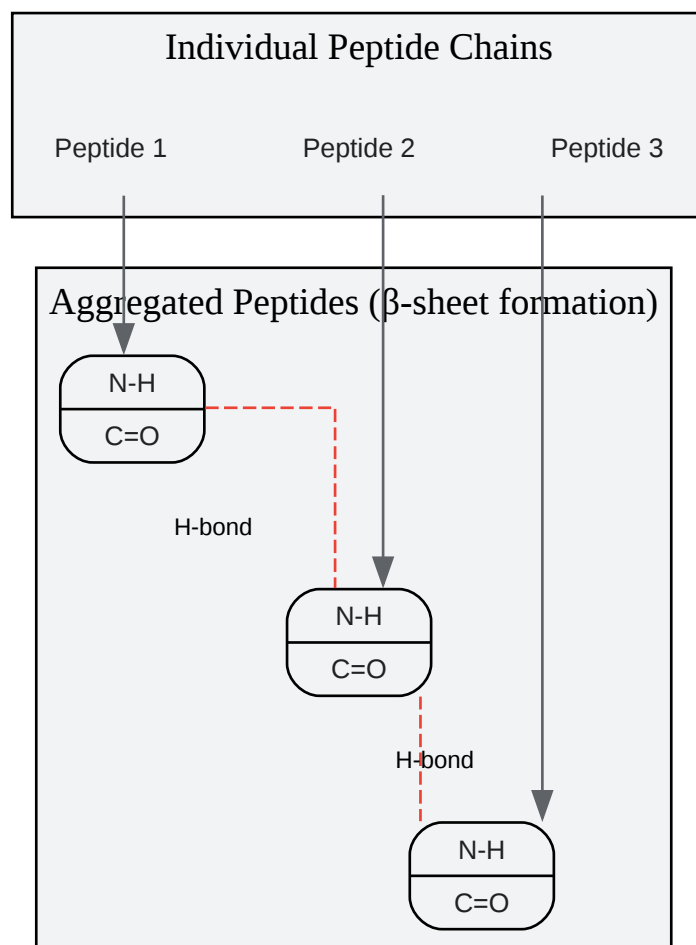 Individual Peptide Chains
Peptide 1 Peptide 2 Peptide 3
Aggregated Peptides (β-sheet formation)
N-H
C=O
H-bond
N-H
C=O
H-bond
N-H
C=O